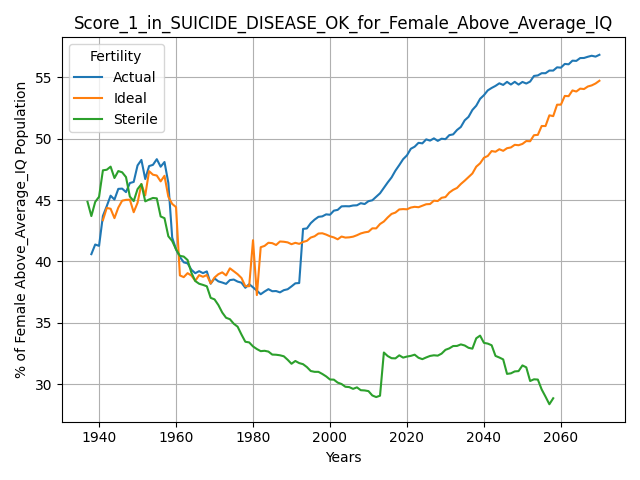 Score_1_in_SUICIDE_DISEASE_OK_for_Female_Above_Average_IQ
Fertility
Actual
Ideal
Sterile
% of Female Above_Average_IQ Population
55
50
45
40
35
30
1940
1960
1980
2000
2020
2040
2060
Years